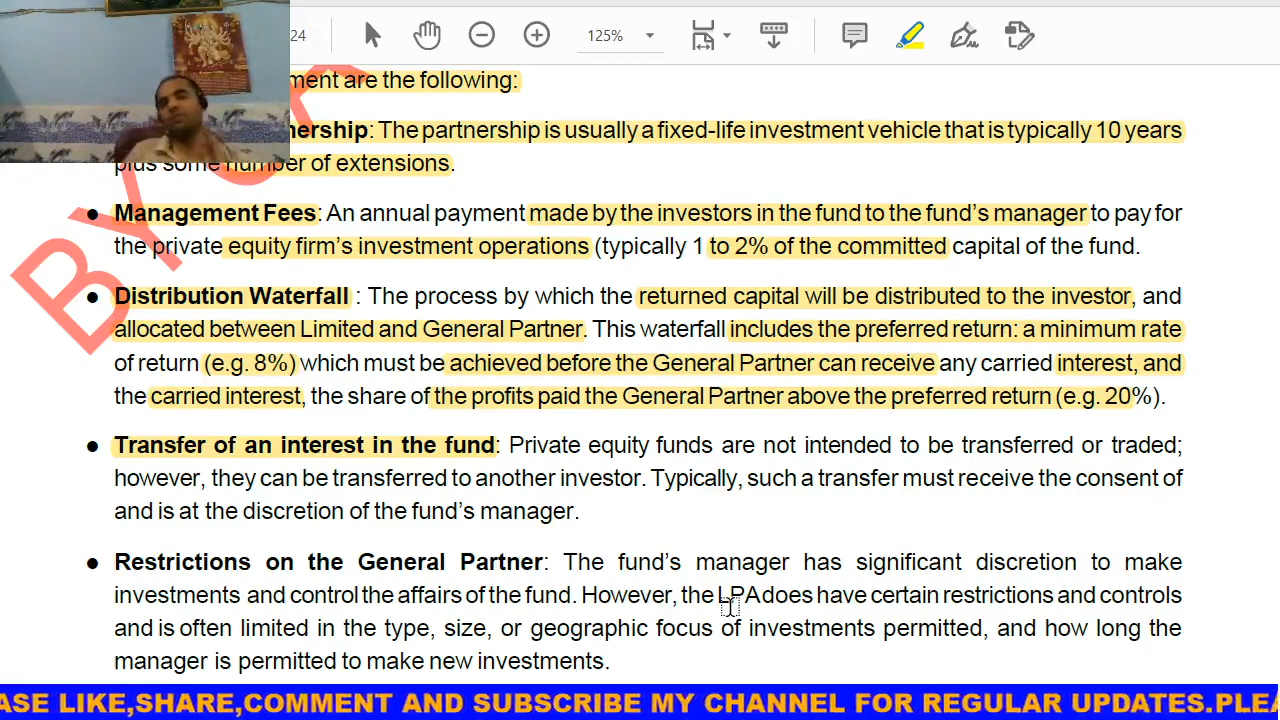 24
125%
ment are the following:
nership: The partnership is usually a fixed-life investment vehicle that is typically 10 years
plus some number of extensions.
● Management Fees: An annual payment made by the investors in the fund to the fund's manager to pay for
the private equity firm's investment operations (typically 1 to 2% of the committed capital of the fund.
● Distribution Waterfall : The process by which the returned capital will be distributed to the investor, and
allocated between Limited and General Partner. This waterfall includes the preferred return: a minimum rate
of return (e.g. 8%) which must be achieved before the General Partner can receive any carried interest, and
the carried interest, the share of the profits paid the General Partner above the preferred return (e.g. 20%).
● Transfer of an interest in the fund: Private equity funds are not intended to be transferred or traded;
however, they can be transferred to another investor. Typically, such a transfer must receive the consent of
and is at the discretion of the fund's manager.
● Restrictions on the General Partner: The fund's manager has significant discretion to make
investments and control the affairs of the fund. However, the LPA does have certain restrictions and controls
and is often limited in the type, size, or geographic focus of investments permitted, and how long the
manager is permitted to make new investments.
BY
ASE LIKE,SHARE,COMMENT AND SUBSCRIBE MY CHANNEL FOR REGULAR UPDATES.PLEA